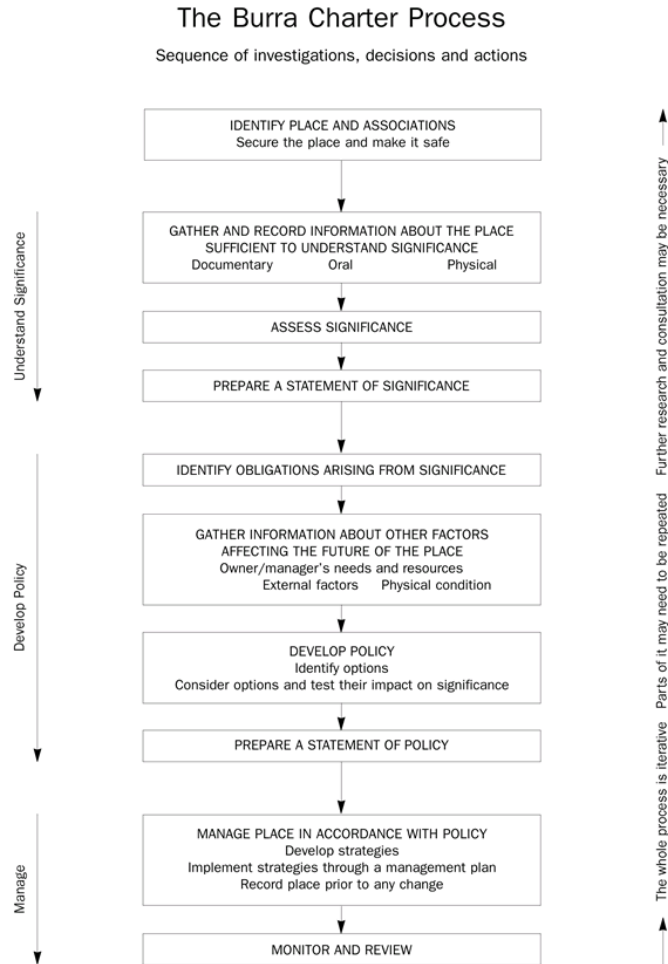 The Burra Charter Process
Sequence of investigations, decisions and actions
IDENTIFY PLACE AND ASSOCIATIONS
Secure the place and make it safe
Understand Significance
GATHER AND RECORD INFORMATION ABOUT THE PLACE
SUFFICIENT TO UNDERSTAND SIGNIFICANCE
Documentary Oral Physical
ASSESS SIGNIFICANCE
PREPARE A STATEMENT OF SIGNIFICANCE
Develop Policy
IDENTIFY OBLIGATIONS ARISING FROM SIGNIFICANCE
GATHER INFORMATION ABOUT OTHER FACTORS
AFFECTING THE FUTURE OF THE PLACE
Owner/manager's needs and resources
External factors Physical condition
DEVELOP POLICY
Identify options
Consider options and test their impact on significance
PREPARE A STATEMENT OF POLICY
Manage
MANAGE PLACE IN ACCORDANCE WITH POLICY
Develop strategies
Implement strategies through a management plan
Record place prior to any change
MONITOR AND REVIEW
The whole process is iterative Parts of it may need to be repeated Further research and consultation may be necessary